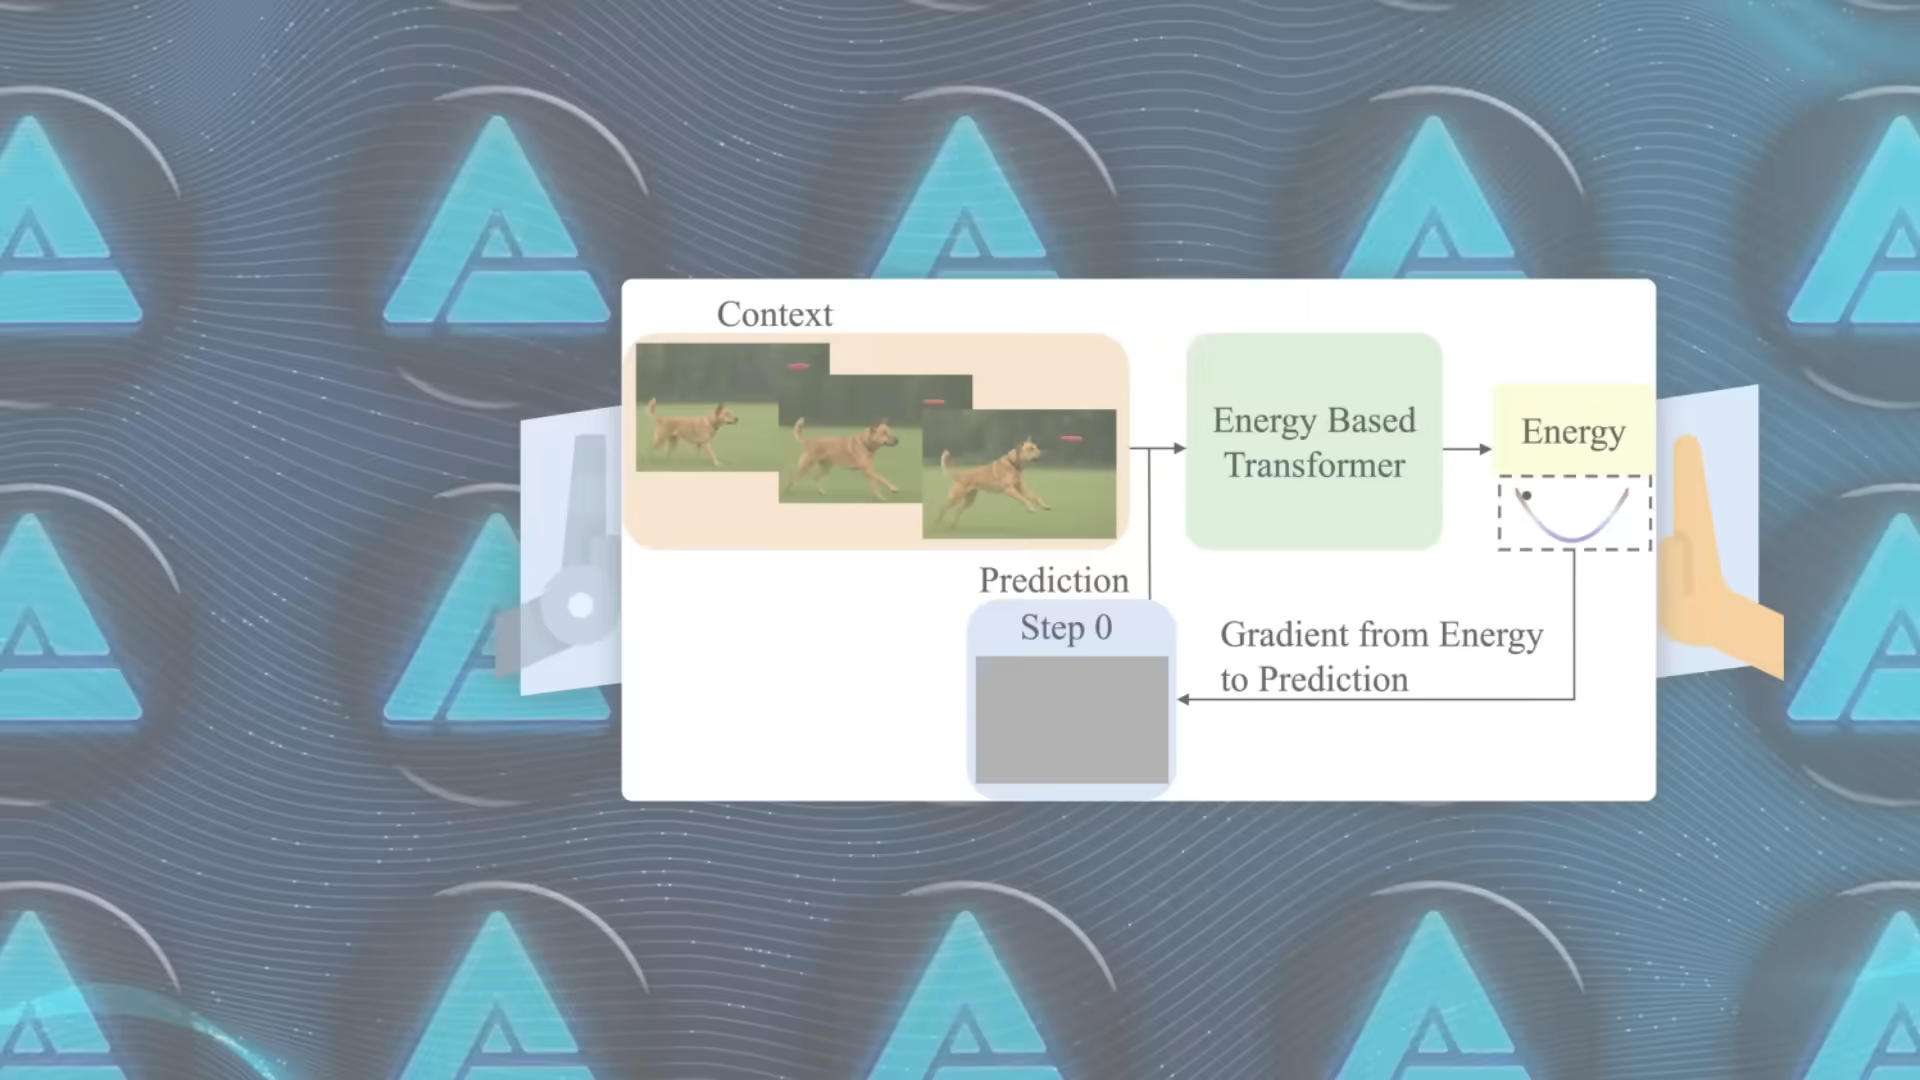 Context
Energy Based
Transformer
Energy
Prediction
Step 0
Gradient from Energy
to Prediction